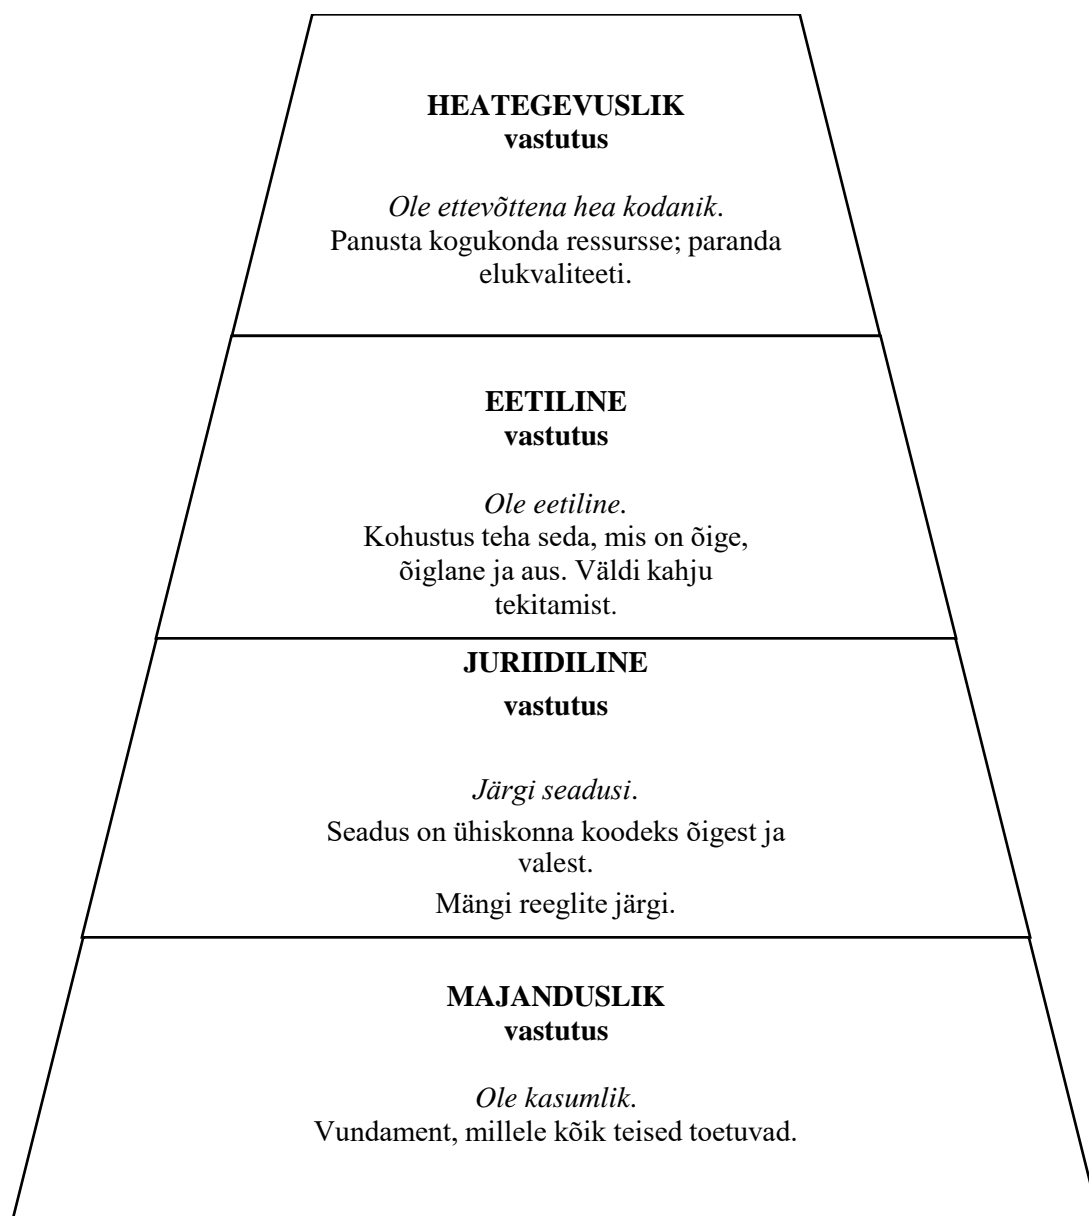 HEATEGEVUSLIK
vastutus
Ole ettevõttena hea kodanik.
Panusta kogukonda ressursse; paranda
elukvaliteeti.
EETILINE
vastutus
Ole eetiline.
Kohustus teha seda, mis on õige,
õiglane ja aus. Väldi kahju
tekitamist.
JURIIDILINE
vastutus
Järgi seadusi.
Seadus on ühiskonna koodeks õigest ja
valest.
Mängi reeglite järgi.
MAJANDUSLIK
vastutus
Ole kasumlik.
Vundament, millele kõik teised toetuvad.